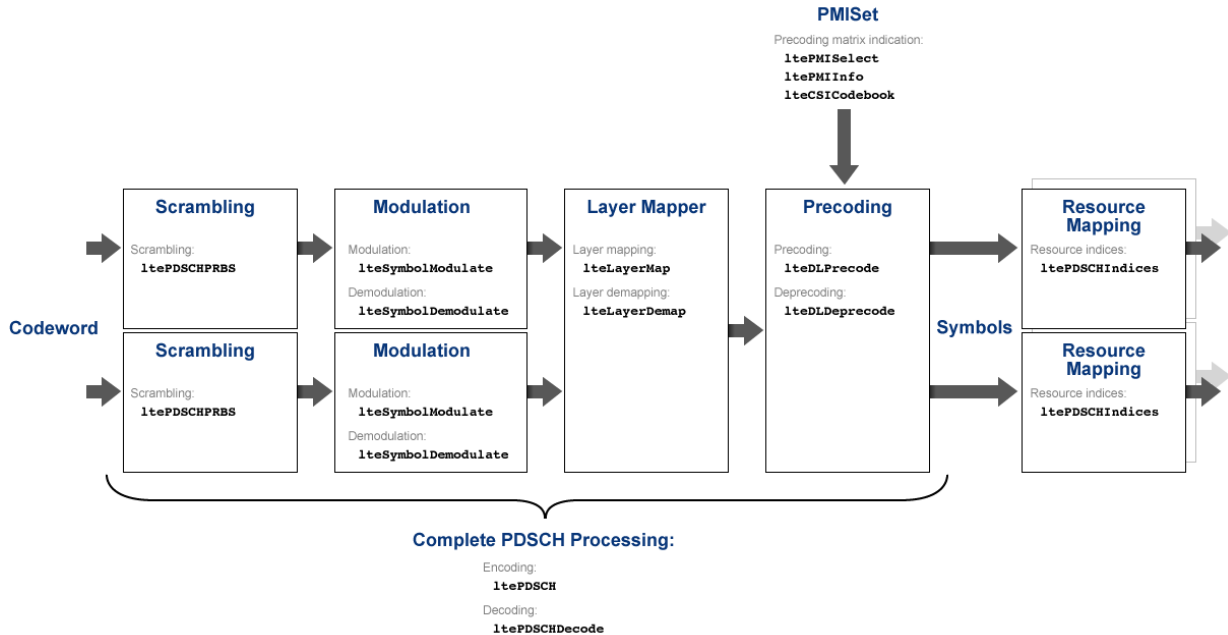 PMISet
Precoding matrix indication:
ltePMISelect
ltePMIInfo
lteCSICodebook
Codeword
Scrambling
Scrambling:
ltePDSCHPRBS
Modulation
Modulation:
lteSymbolModulate
Demodulation:
lteSymbolDemodulate
Scrambling
Scrambling:
ltePDSCHPRBS
Modulation
Modulation:
lteSymbolModulate
Demodulation:
lteSymbolDemodulate
Layer Mapper
Layer mapping:
lteLayerMap
Layer demapping:
lteLayerDemap
Precoding
Precoding:
lteDLPrecode
Deprecoding:
lteDLDeprecode
Symbols
Resource
Mapping
Resource indices:
ltePDSCHIndices
Resource
Mapping
Resource indices:
ltePDSCHIndices
Complete PDSCH Processing:
Encoding:
ltePDSCH
Decoding:
ltePDSCHDecode